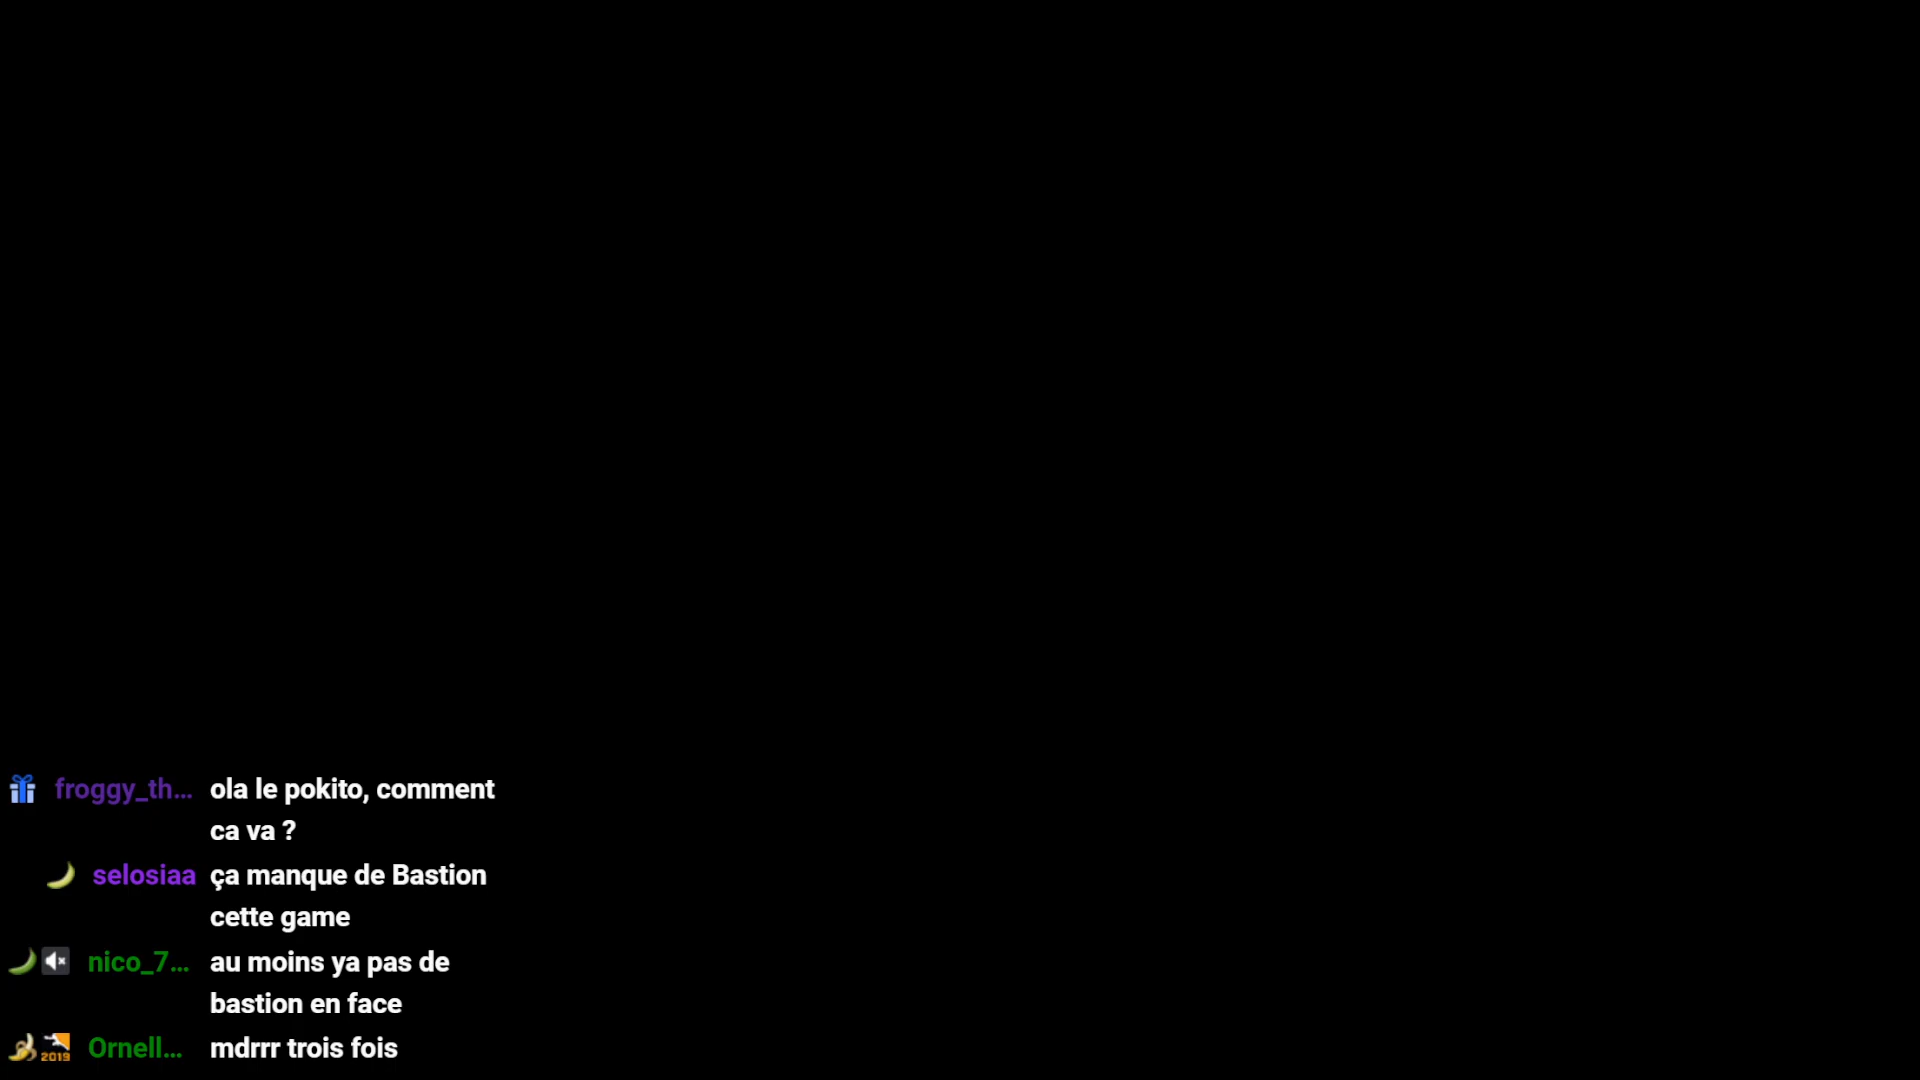 froggy_th... ola le pokito, comment
ca va ?
selosiaa ça manque de Bastion
cette game
nico_7... au moins ya pas de
bastion en face
2019 Ornell... mdrrr trois fois